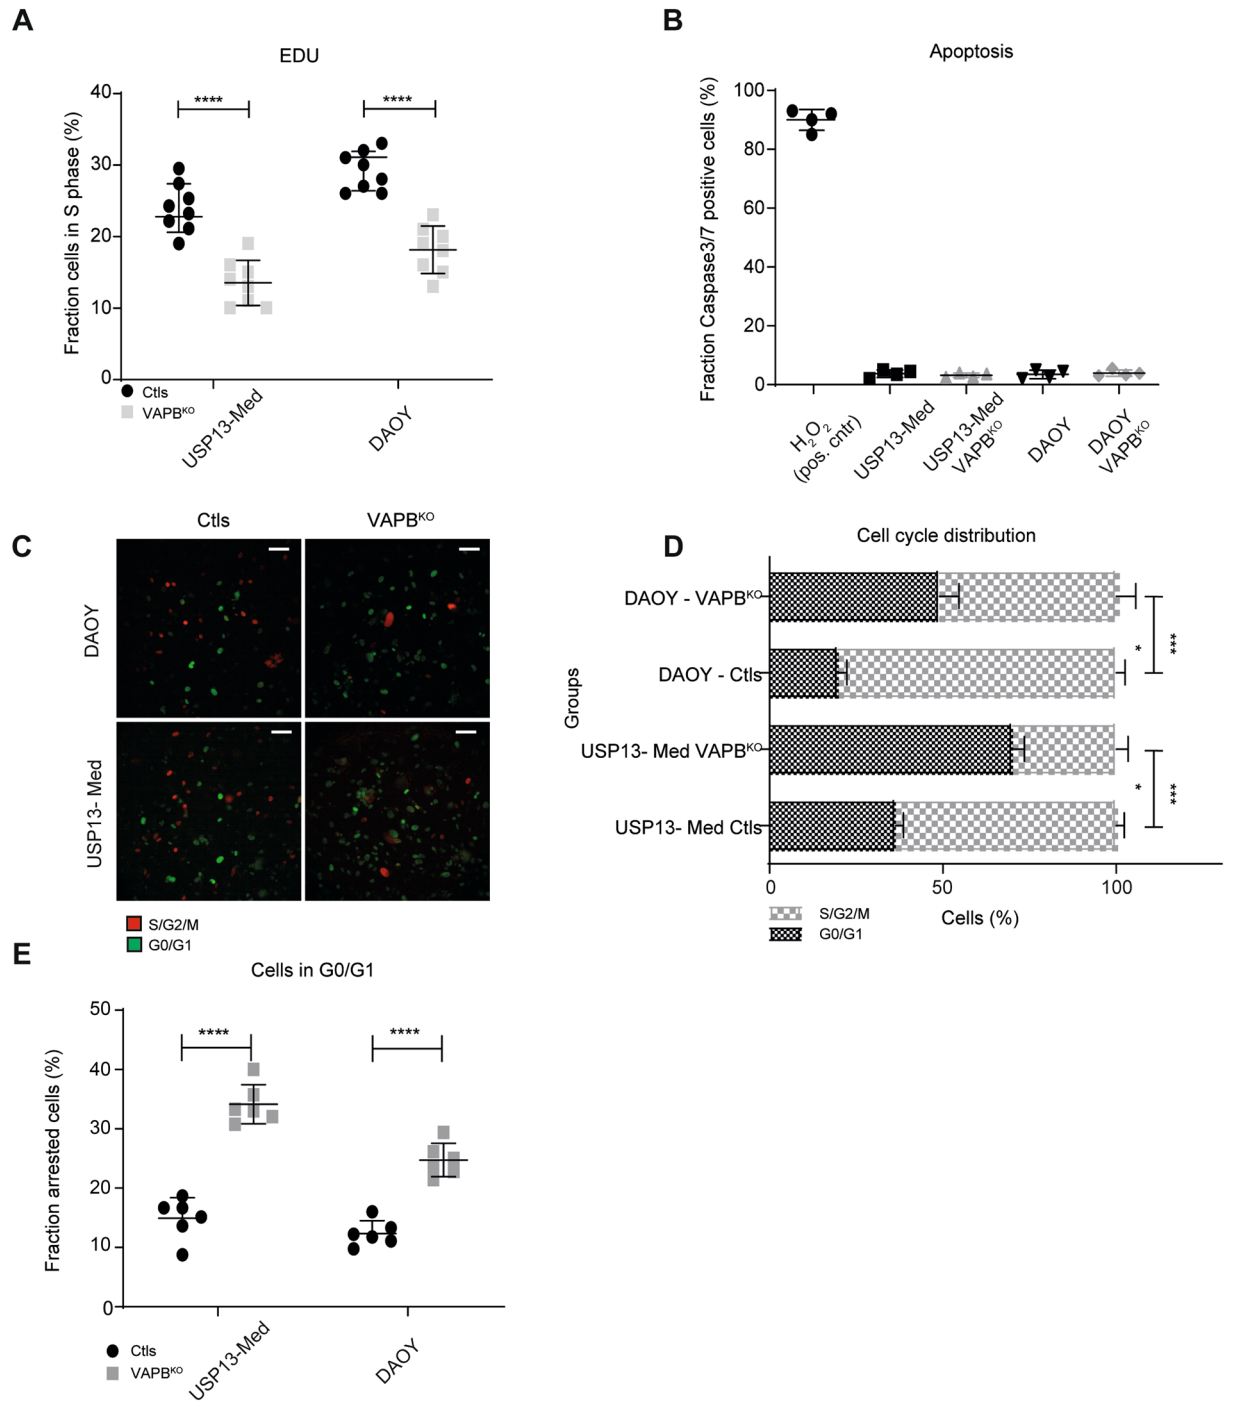 A
EDU
Fraction cells in S phase (%)
40
30
20
10
0
****
****
Ctls
VAPBᴷᴼ
USP13-Med
DAOY
B
Apoptosis
Fraction Caspase3/7 positive cells (%)
100
80
60
40
20
0
H₂O₂
(pos. cntr)
USP13-Med
USP13-Med
VAPBᴷᴼ
DAOY
DAOY
VAPBᴷᴼ
C
Ctls
VAPBᴷᴼ
DAOY
USP13- Med
S/G2/M
G0/G1
D
Cell cycle distribution
Groups
DAOY - VAPBᴷᴼ
DAOY - Ctls
USP13- Med VAPBᴷᴼ
USP13- Med Ctls
*
***
*
***
0
50
100
Cells (%)
S/G2/M
G0/G1
E
Cells in G0/G1
Fraction arrested cells (%)
50
40
30
20
10
0
****
****
Ctls
VAPBᴷᴼ
USP13-Med
DAOY